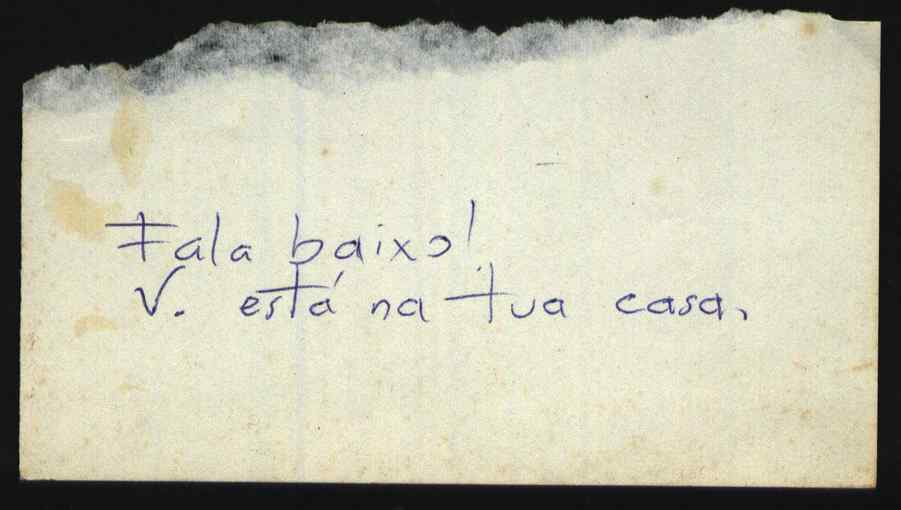 Fala baixo!
V. está na tua casa.